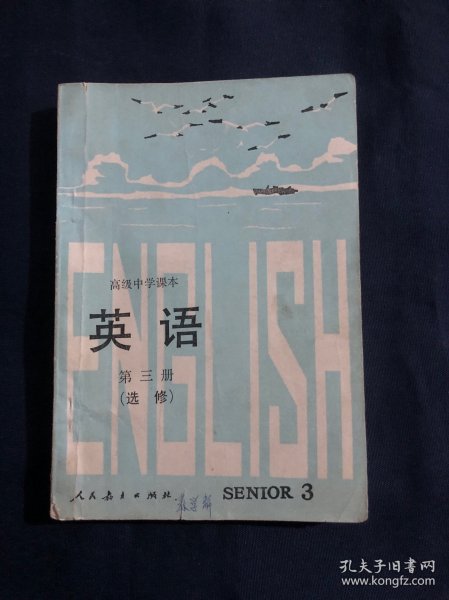 ENGLISH
高级中学课本
英语
第三册
(选修)
人民教育出版社
SENIOR 3
孔夫子旧书网
www.kongfz.com